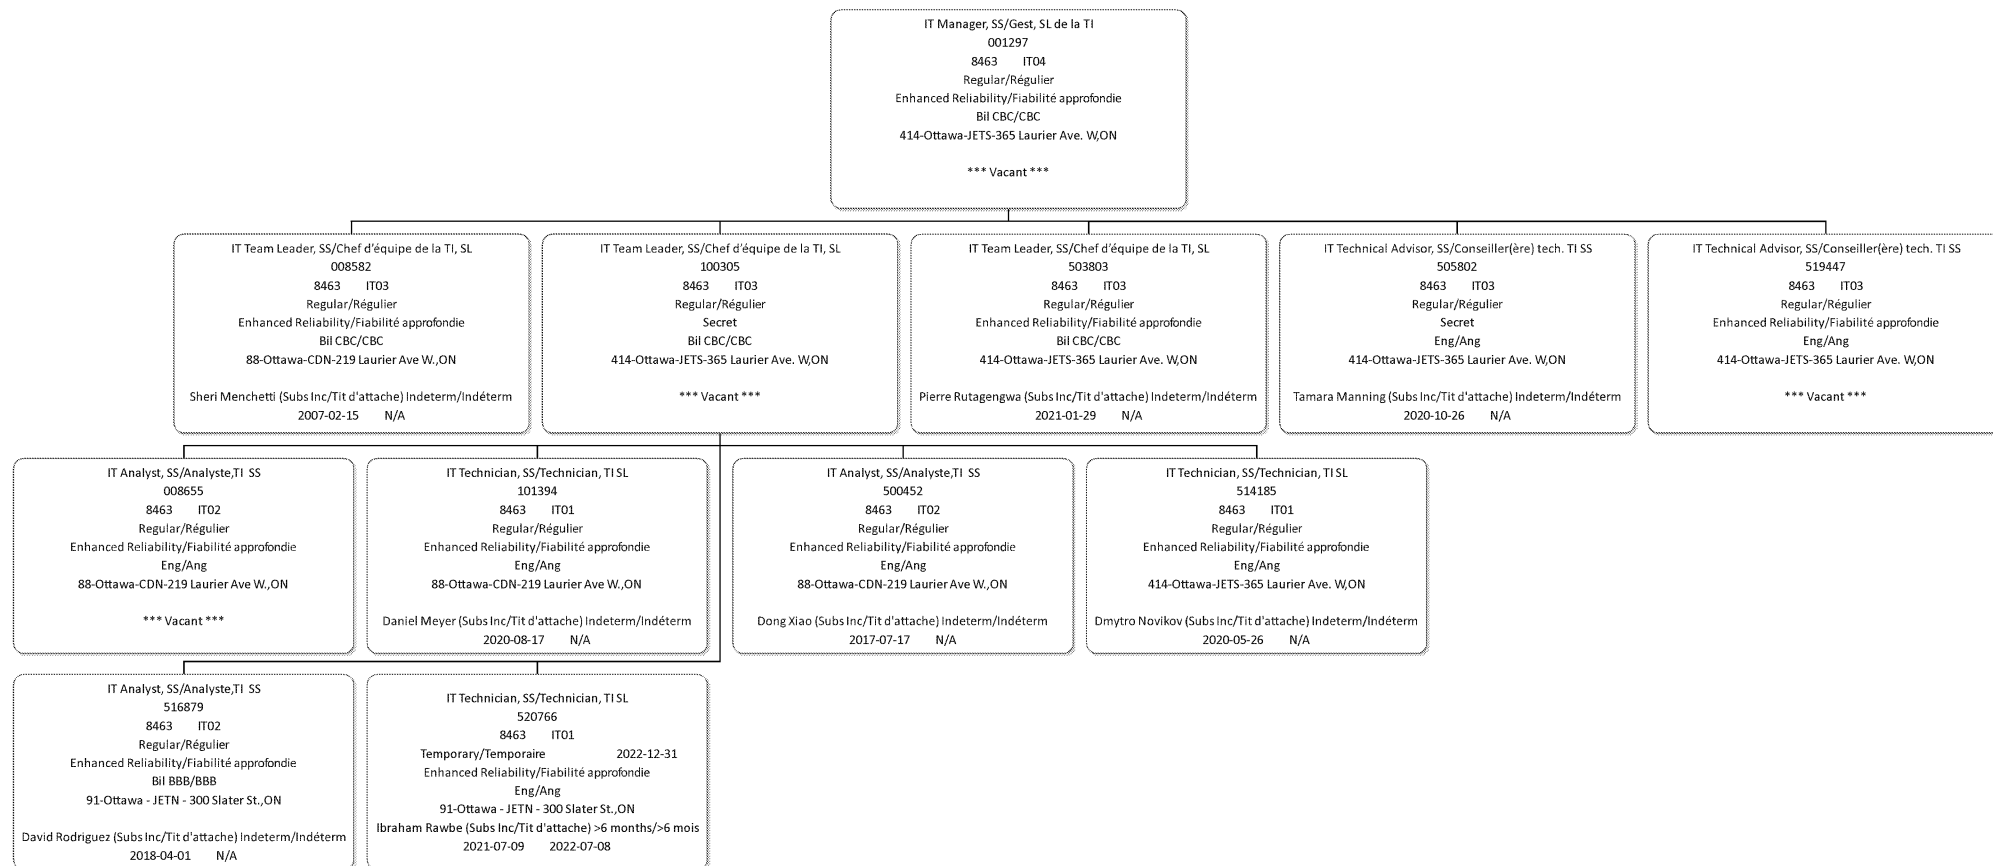 IT Manager, SS/Gest, SL de la TI
001297
8463 IT04
Regular/Régulier
Enhanced Reliability/Fiabilité approfondie
Bil CBC/CBC
414-Ottawa-JETS-365 Laurier Ave. W,ON
*** Vacant ***
IT Team Leader, SS/Chef d'équipe de la TI, SL
008582
8463 IT03
Regular/Régulier
Enhanced Reliability/Fiabilité approfondie
Bil CBC/CBC
88-Ottawa-CDN-219 Laurier Ave W.,ON
Sheri Menchetti (Subs Inc/Tit d'attache) Indeterm/Indéterm
2007-02-15 N/A
IT Team Leader, SS/Chef d'équipe de la TI, SL
100305
8463 IT03
Regular/Régulier
Secret
Bil CBC/CBC
414-Ottawa-JETS-365 Laurier Ave. W,ON
*** Vacant ***
IT Team Leader, SS/Chef d'équipe de la TI, SL
503803
8463 IT03
Regular/Régulier
Enhanced Reliability/Fiabilité approfondie
Bil CBC/CBC
414-Ottawa-JETS-365 Laurier Ave. W,ON
Pierre Rutagengwa (Subs Inc/Tit d'attache) Indeterm/Indéterm
2021-01-29 N/A
IT Technical Advisor, SS/Conseiller(ère) tech. TI SS
505802
8463 IT03
Regular/Régulier
Secret
Eng/Ang
414-Ottawa-JETS-365 Laurier Ave. W,ON
Tamara Manning (Subs Inc/Tit d'attache) Indeterm/Indéterm
2020-10-26 N/A
IT Technical Advisor, SS/Conseiller(ère) tech. TI SS
519447
8463 IT03
Regular/Régulier
Enhanced Reliability/Fiabilité approfondie
Eng/Ang
414-Ottawa-JETS-365 Laurier Ave. W,ON
*** Vacant ***
IT Analyst, SS/Analyste,TI SS
008655
8463 IT02
Regular/Régulier
Enhanced Reliability/Fiabilité approfondie
Eng/Ang
88-Ottawa-CDN-219 Laurier Ave W.,ON
*** Vacant ***
IT Technician, SS/Technician, TI SL
101394
8463 IT01
Regular/Régulier
Enhanced Reliability/Fiabilité approfondie
Eng/Ang
88-Ottawa-CDN-219 Laurier Ave W.,ON
Daniel Meyer (Subs Inc/Tit d'attache) Indeterm/Indéterm
2020-08-17 N/A
IT Analyst, SS/Analyste,TI SS
500452
8463 IT02
Regular/Régulier
Enhanced Reliability/Fiabilité approfondie
Eng/Ang
88-Ottawa-CDN-219 Laurier Ave W.,ON
Dong Xiao (Subs Inc/Tit d'attache) Indeterm/Indéterm
2017-07-17 N/A
IT Technician, SS/Technician, TI SL
514185
8463 IT01
Regular/Régulier
Enhanced Reliability/Fiabilité approfondie
Eng/Ang
414-Ottawa-JETS-365 Laurier Ave. W,ON
Dmytro Novikov (Subs Inc/Tit d'attache) Indeterm/Indéterm
2020-05-26 N/A
IT Analyst, SS/Analyste,TI SS
516879
8463 IT02
Regular/Régulier
Enhanced Reliability/Fiabilité approfondie
Bil BBB/BBB
91-Ottawa - JETN - 300 Slater St.,ON
David Rodriguez (Subs Inc/Tit d'attache) Indeterm/Indéterm
2018-04-01 N/A
IT Technician, SS/Technician, TI SL
520766
8463 IT01
Temporary/Temporaire 2022-12-31
Enhanced Reliability/Fiabilité approfondie
Eng/Ang
91-Ottawa - JETN - 300 Slater St.,ON
Ibraham Rawbe (Subs Inc/Tit d'attache) >6 months/>6 mois
2021-07-09 2022-07-08